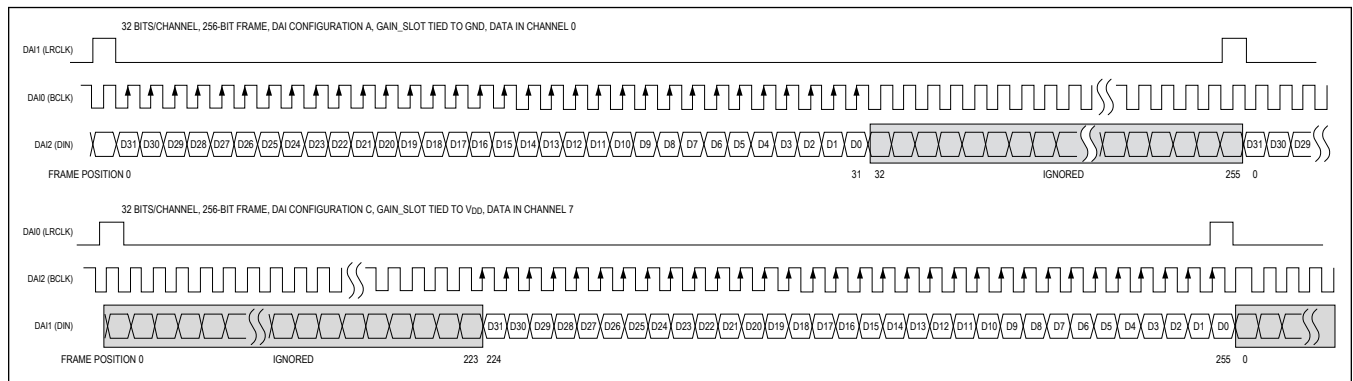 32 BITS/CHANNEL, 256-BIT FRAME, DAI CONFIGURATION A, GAIN_SLOT TIED TO GND, DATA IN CHANNEL 0
DAI1 (LRCLK)
DAI0 (BCLK)
DAI2 (DIN) D31 D30 D29 D28 D27 D26 D25 D24 D23 D22 D21 D20 D19 D18 D17 D16 D15 D14 D13 D12 D11 D10 D9 D8 D7 D6 D5 D4 D3 D2 D1 D0 D31 D30 D29
FRAME POSITION 0 31 32 IGNORED 255 0
32 BITS/CHANNEL, 256-BIT FRAME, DAI CONFIGURATION C, GAIN_SLOT TIED TO VDD, DATA IN CHANNEL 7
DAI0 (LRCLK)
DAI2 (BCLK)
DAI1 (DIN) D31 D30 D29 D28 D27 D26 D25 D24 D23 D22 D21 D20 D19 D18 D17 D16 D15 D14 D13 D12 D11 D10 D9 D8 D7 D6 D5 D4 D3 D2 D1 D0
FRAME POSITION 0 IGNORED 223 224 255 0